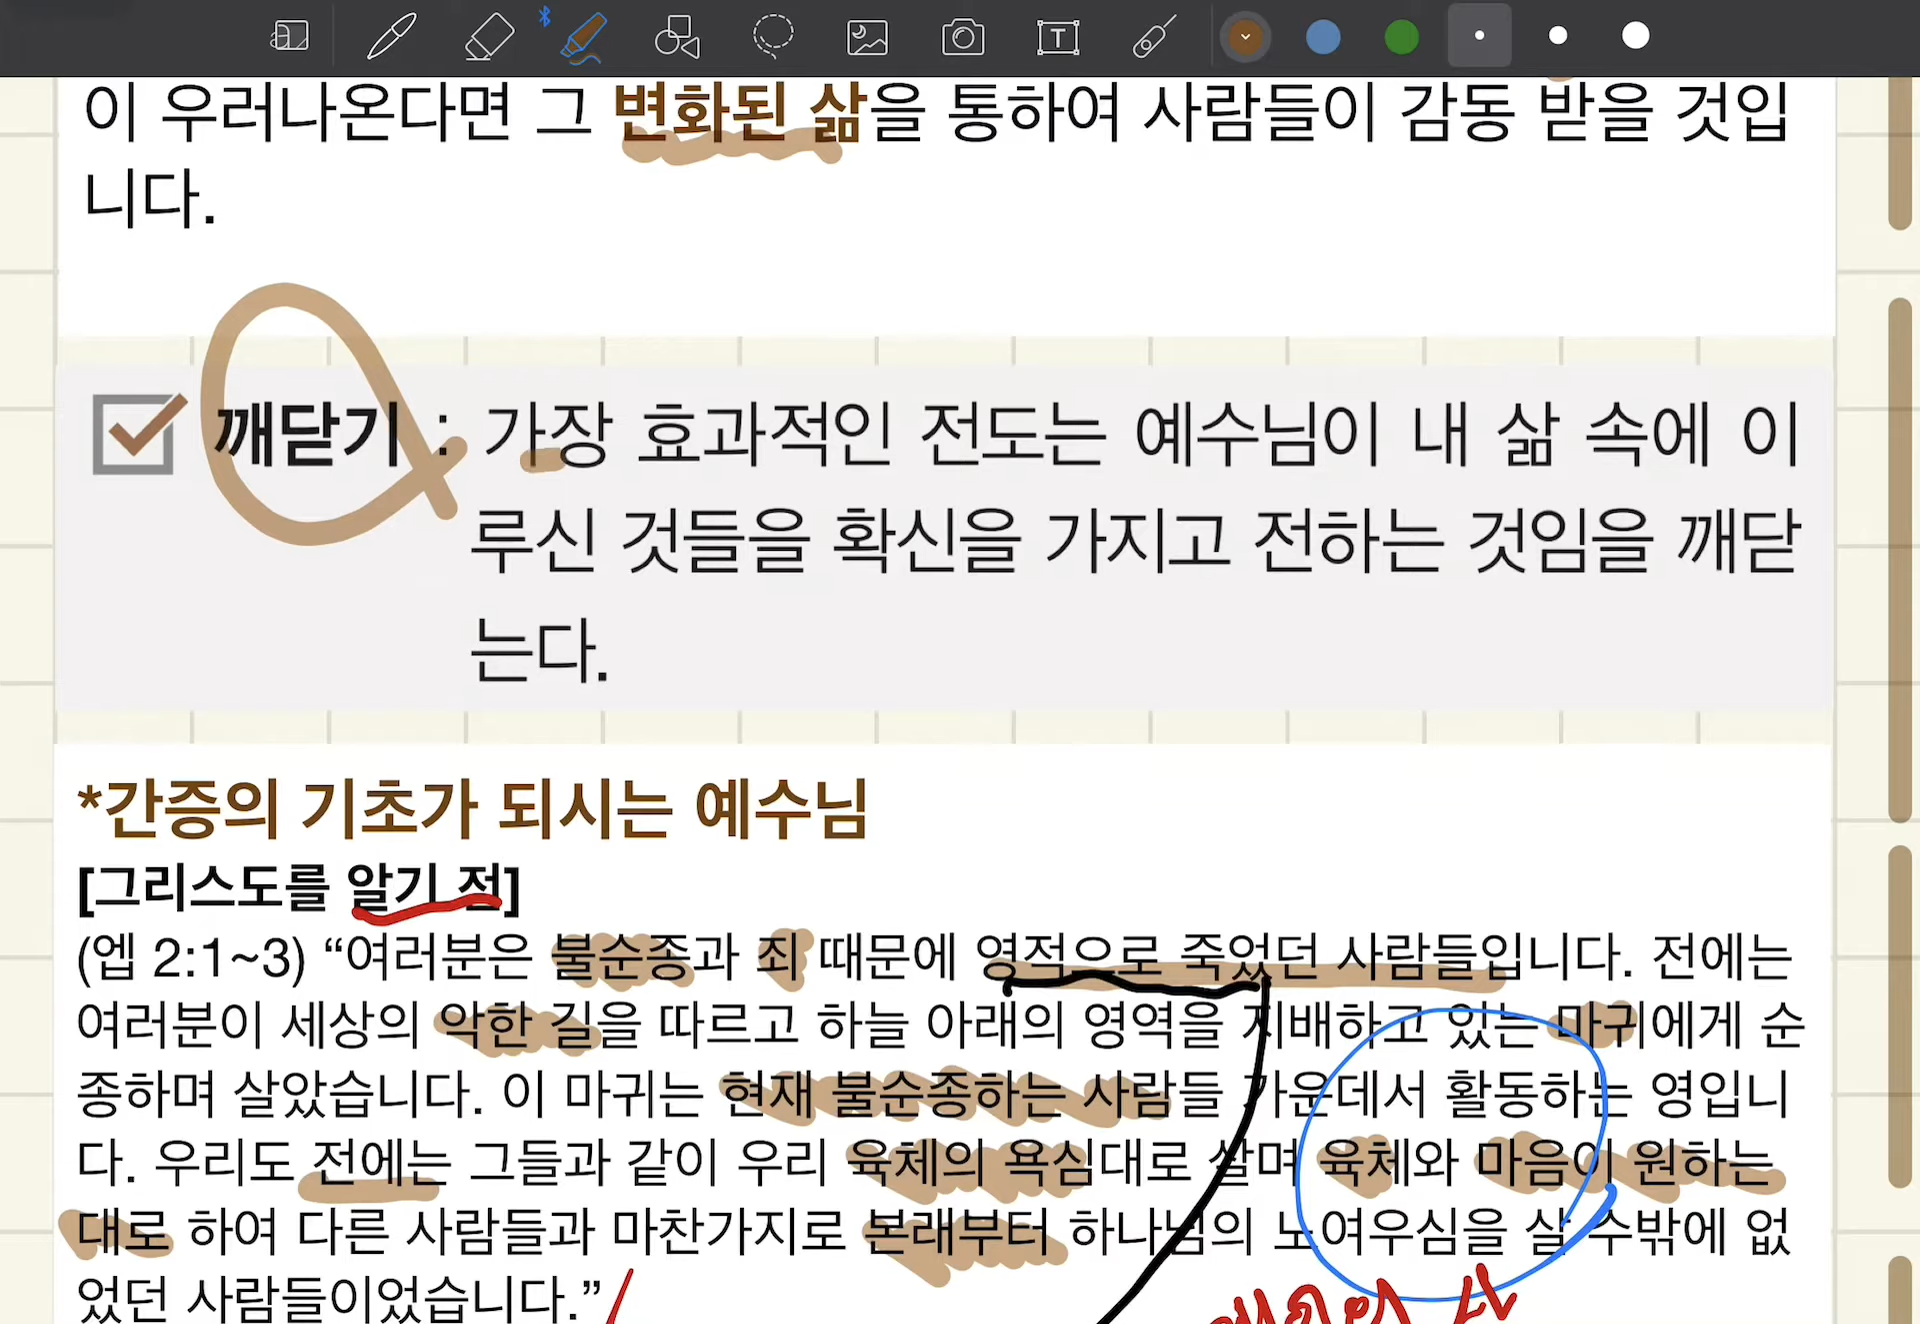 이 우러나온다면 그 변화된 삶을 통하여 사람들이 감동 받을 것입
니다.
깨닫기 : 가장 효과적인 전도는 예수님이 내 삶 속에 이
루신 것들을 확신을 가지고 전하는 것임을 깨닫
는다.
*간증의 기초가 되시는 예수님
[그리스도를 알기 전]
(엡 2:1~3) “여러분은 불순종과 죄 때문에 영적으로 죽었던 사람들입니다. 전에는
여러분이 세상의 악한 길을 따르고 하늘 아래의 영역을 지배하고 있는 마귀에게 순
종하며 살았습니다. 이 마귀는 현재 불순종하는 사람들 가운데서 활동하는 영입니
다. 우리도 전에는 그들과 같이 우리 육체의 욕심대로 살며 육체와 마음이 원하는
대로 하여 다른 사람들과 마찬가지로 본래부터 하나님의 노여우심을 살 수밖에 없
었던 사람들이었습니다.”